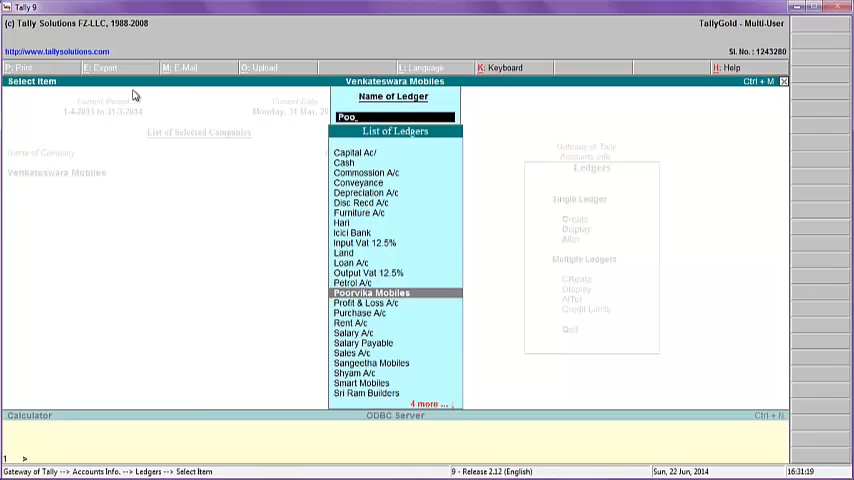 Tally 9
(c) Tally Solutions FZ-LLC, 1988-2008
TallyGold - Multi-User
http://www.tallysolutions.com
Sl. No. : 1243280
P: Print
E: Export
M: E-Mail
O: Upload
L: Language
K: Keyboard
H: Help
Select Item
Venkateswara Mobiles
Ctrl + M
Current Period
1-4-2013 to 31-3-2014
Current Date
Monday, 31 Mar, 20
List of Selected Companies
Name of Company
Venkateswara Mobiles
Name of Ledger
Poo
List of Ledgers
Capital Ac/
Cash
Commossion A/c
Conveyance
Depreciation A/c
Disc Recd A/c
Furniture A/c
Hari
Icici Bank
Input Vat 12.5%
Land
Loan A/c
Output Vat 12.5%
Petrol A/c
Poorvika Mobiles
Profit & Loss A/c
Purchase A/c
Rent A/c
Salary A/c
Salary Payable
Sales A/c
Sangeetha Mobiles
Shyam A/c
Smart Mobiles
Sri Ram Builders
4 more ... ↓
Gateway of Tally
Accounts Info.
Ledgers
Single Ledger
Create
Display
Alter
Multiple Ledgers
CReate
Display
AlTer
Credit Limits
Quit
Calculator
ODBC Server
Ctrl + N
1 >
Gateway of Tally --> Accounts Info. --> Ledgers --> Select Item
9 - Release 2.12 (English)
Sun, 22 Jun, 2014
16:31:19